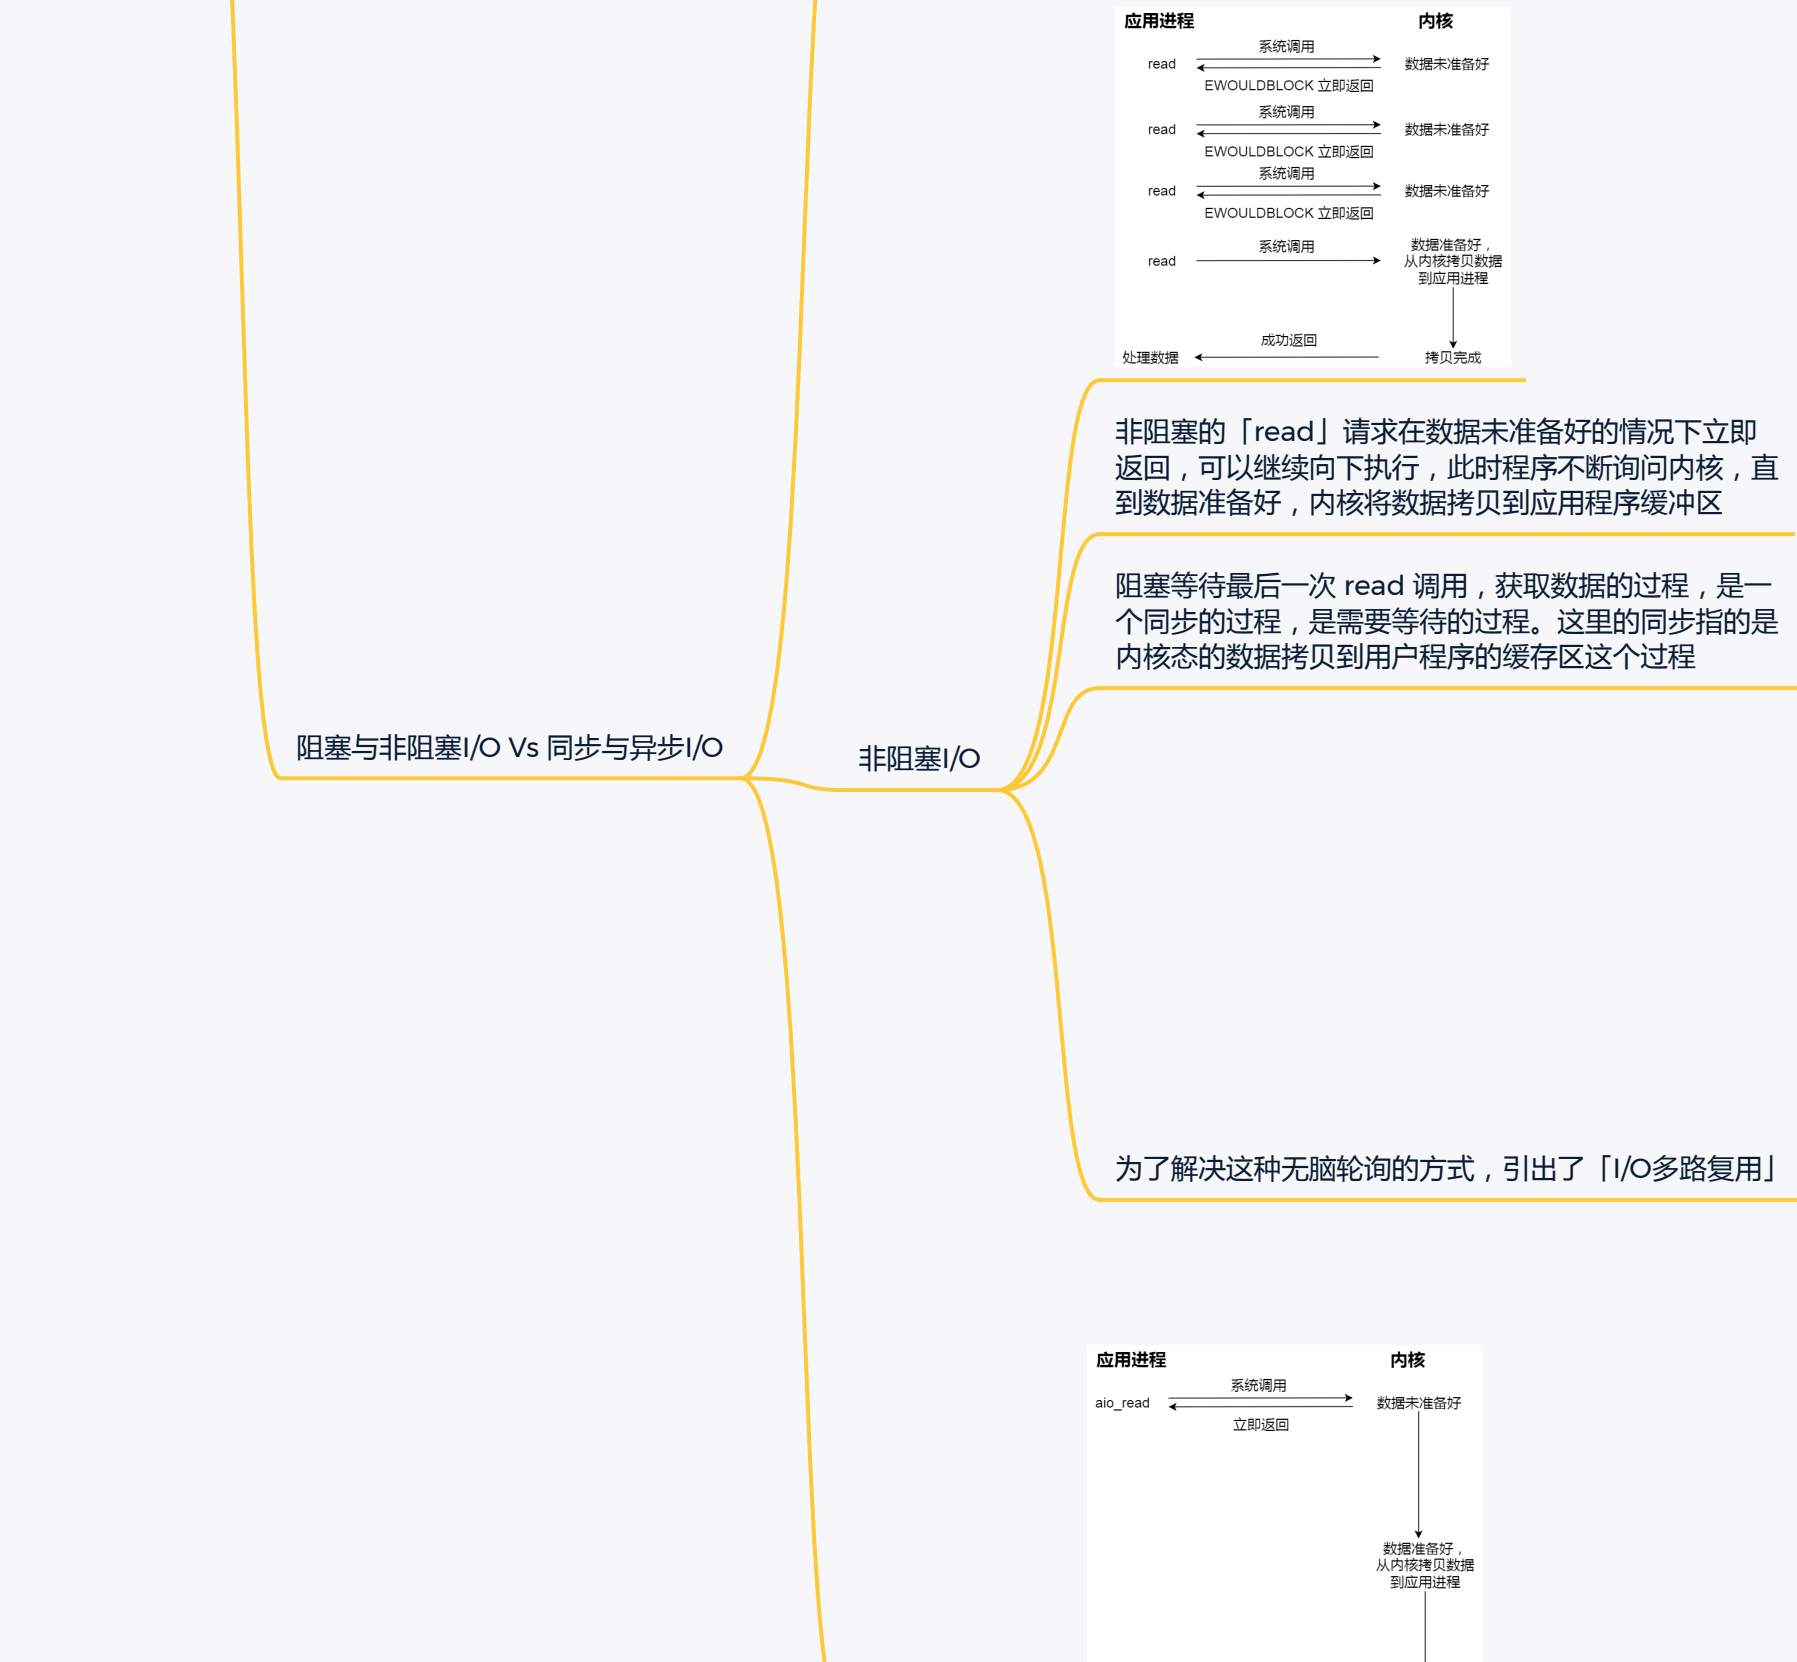 应用进程 内核
系统调用
read 数据未准备好
EWOULDBLOCK 立即返回
系统调用
read 数据未准备好
EWOULDBLOCK 立即返回
系统调用
read 数据未准备好
EWOULDBLOCK 立即返回
系统调用
read
数据准备好，
从内核拷贝数据
到应用进程
成功返回
处理数据 拷贝完成
非阻塞的「read」请求在数据未准备好的情况下立即
返回，可以继续向下执行，此时程序不断询问内核，直
到数据准备好，内核将数据拷贝到应用程序缓冲区
阻塞等待最后一次 read 调用，获取数据的过程，是一
个同步的过程，是需要等待的过程。这里的同步指的是
内核态的数据拷贝到用户程序的缓存区这个过程
阻塞与非阻塞I/O Vs 同步与异步I/O
非阻塞I/O
为了解决这种无脑轮询的方式，引出了「I/O多路复用」
应用进程 内核
系统调用
aio_read 数据未准备好
立即返回
数据准备好，
从内核拷贝数据
到应用进程